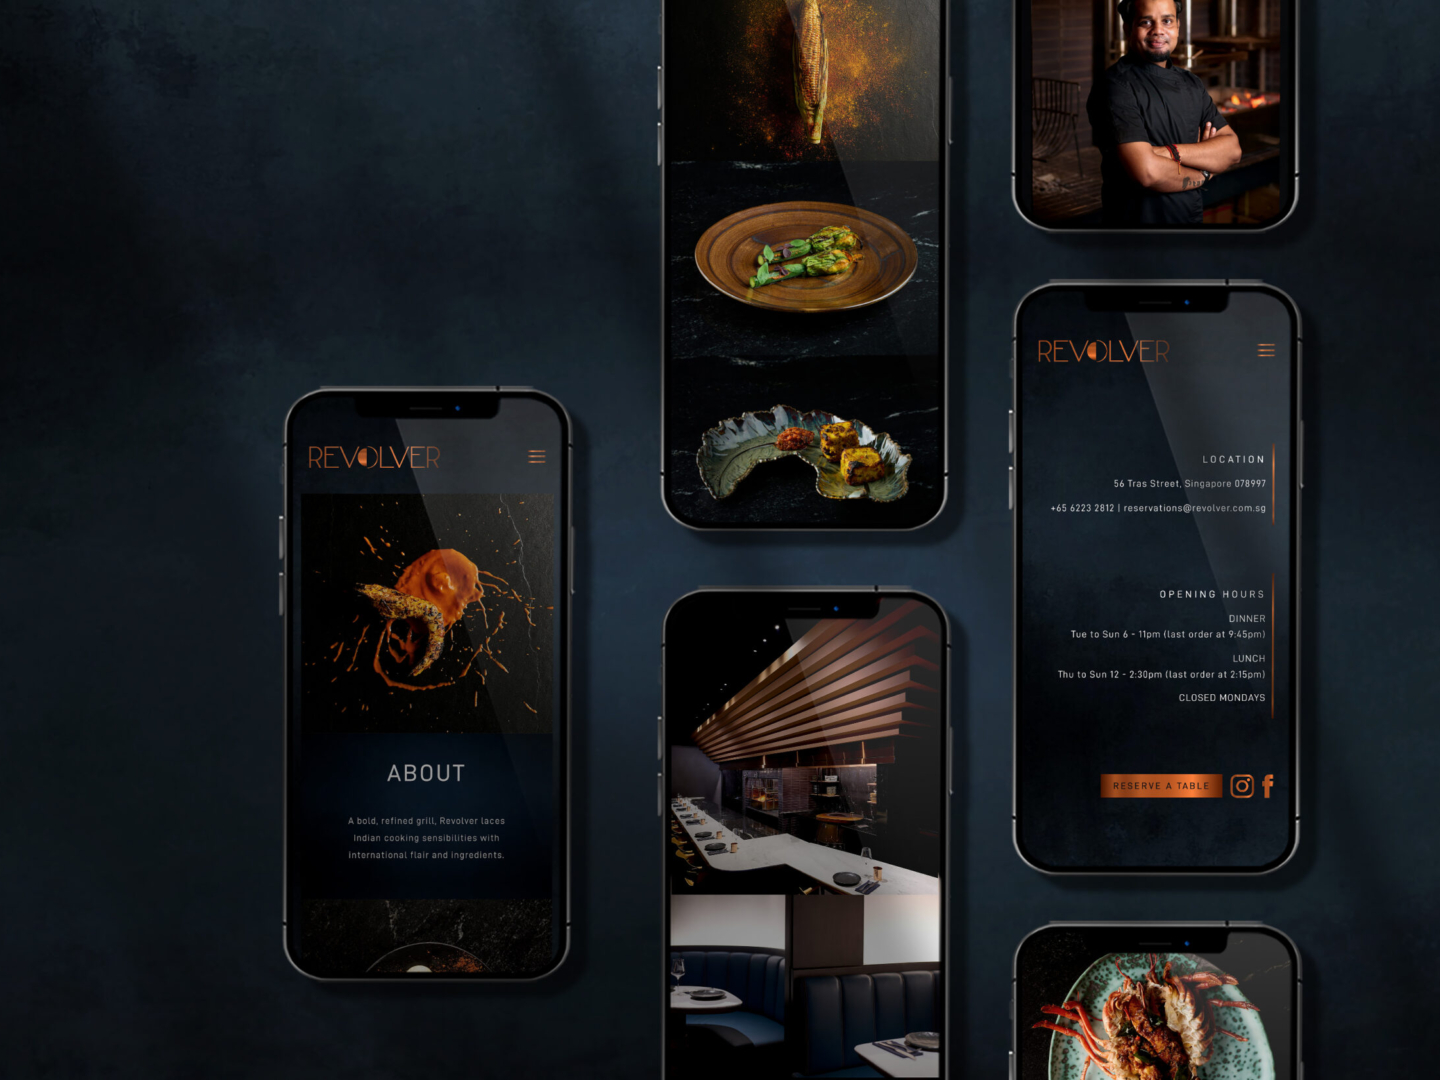 REVOLVER
ABOUT
A bold, refined grill, Revolver laces
Indian cooking sensibilities with
international flair and ingredients.
REVOLVER
LOCATION
56 Tras Street, Singapore 078997
+65 6223 2812 | reservations@revolver.com.sg
OPENING HOURS
DINNER
Tue to Sun 6 - 11pm (last order at 9:45pm)
LUNCH
Thu to Sun 12 - 2:30pm (last order at 2:15pm)
CLOSED MONDAYS
RESERVE A TABLE